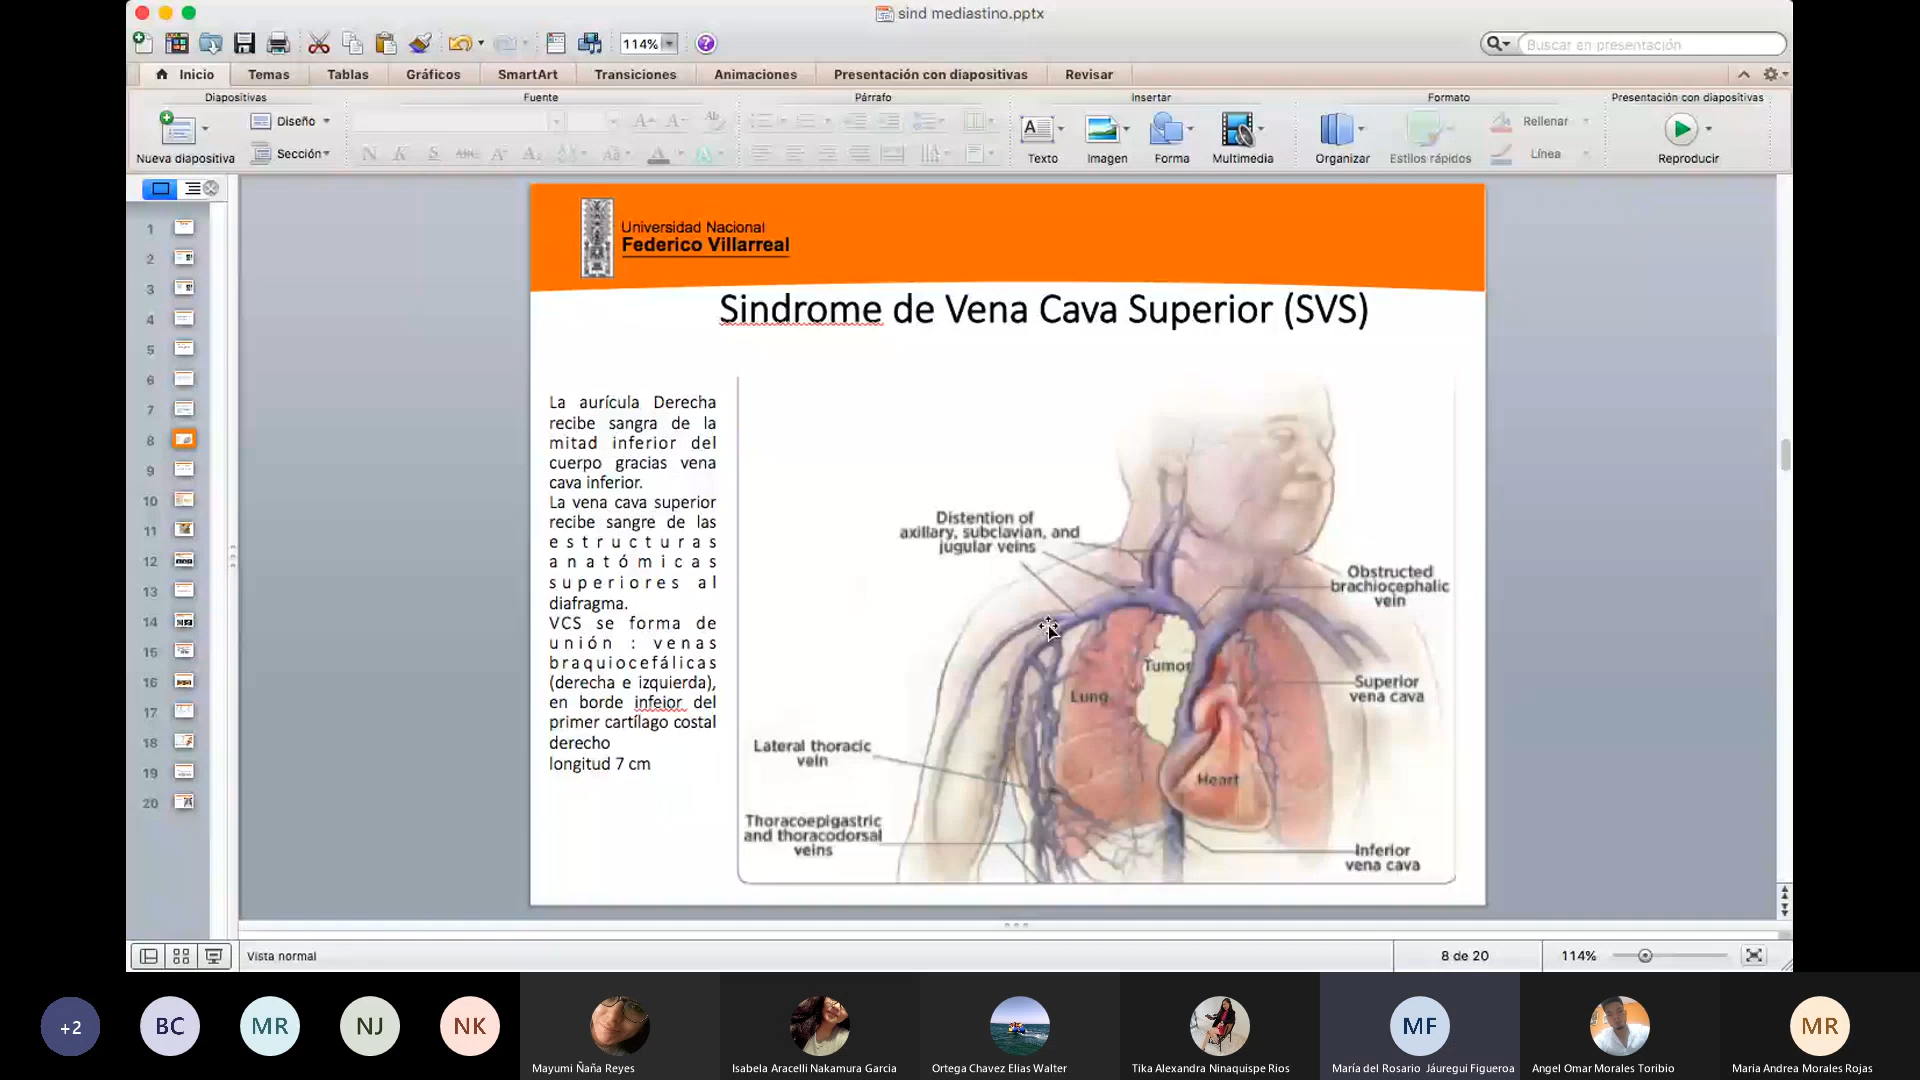 sind mediastino.pptx
114%
Buscar en presentación
Inicio
Temas
Tablas
Gráficos
SmartArt
Transiciones
Animaciones
Presentación con diapositivas
Revisar
Diapositivas
Fuente
Párrafo
Insertar
Formato
Presentación con diapositivas
Nueva diapositiva
Diseño
Sección
Texto
Imagen
Forma
Multimedia
Organizar
Estilos rápidos
Rellenar
Línea
Reproducir
1
2
3
4
5
6
7
8
9
10
11
12
13
14
15
16
17
18
19
20
Universidad Nacional
Federico Villarreal
Sindrome de Vena Cava Superior (SVS)
La aurícula Derecha
recibe sangra de la
mitad inferior del
cuerpo gracias vena
cava inferior.
La vena cava superior
recibe sangre de las
estructuras
anatómicas
superiores al
diafragma.
VCS se forma de
unión : venas
braquiocefálicas
(derecha e izquierda),
en borde infeior del
primer cartílago costal
derecho
longitud 7 cm
Distention of
axillary, subclavian, and
jugular veins
Obstructed
brachiocephalic
vein
Tumor
Lung
Superior
vena cava
Lateral thoracic
vein
Heart
Thoracoepigastric
and thoracodorsal
veins
Inferior
vena cava
Vista normal
8 de 20
114%
+2
BC
MR
NJ
NK
MF
MR
Mayumi Ñaña Reyes
Isabela Aracelli Nakamura Garcia
Ortega Chavez Elias Walter
Tika Alexandra Ninaquispe Rios
María del Rosario Jáuregui Figueroa
Angel Omar Morales Toribio
Maria Andrea Morales Rojas